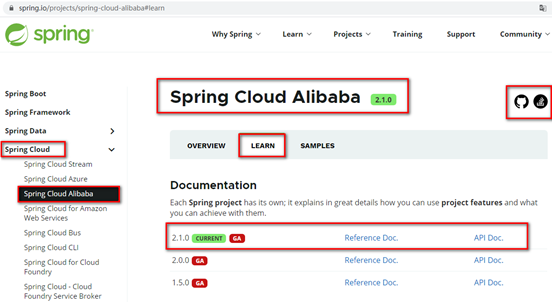 spring.io/projects/spring-cloud-alibaba#learn
spring
Why Spring
Learn
Projects
Training
Support
Community
Spring Boot
Spring Framework
Spring Data
Spring Cloud
Spring Cloud Stream
Spring Cloud Azure
Spring Cloud Alibaba
Spring Cloud for Amazon
Web Services
Spring Cloud Bus
Spring Cloud CLI
Spring Cloud for Cloud
Foundry
Spring Cloud - Cloud
Foundry Service Broker
Spring Cloud Alibaba 2.1.0
OVERVIEW LEARN SAMPLES
Documentation
Each Spring project has its own; it explains in great details how you can use project features and what
you can achieve with them.
2.1.0 CURRENT GA Reference Doc. API Doc.
2.0.0 GA Reference Doc. API Doc.
1.5.0 GA Reference Doc. API Doc.